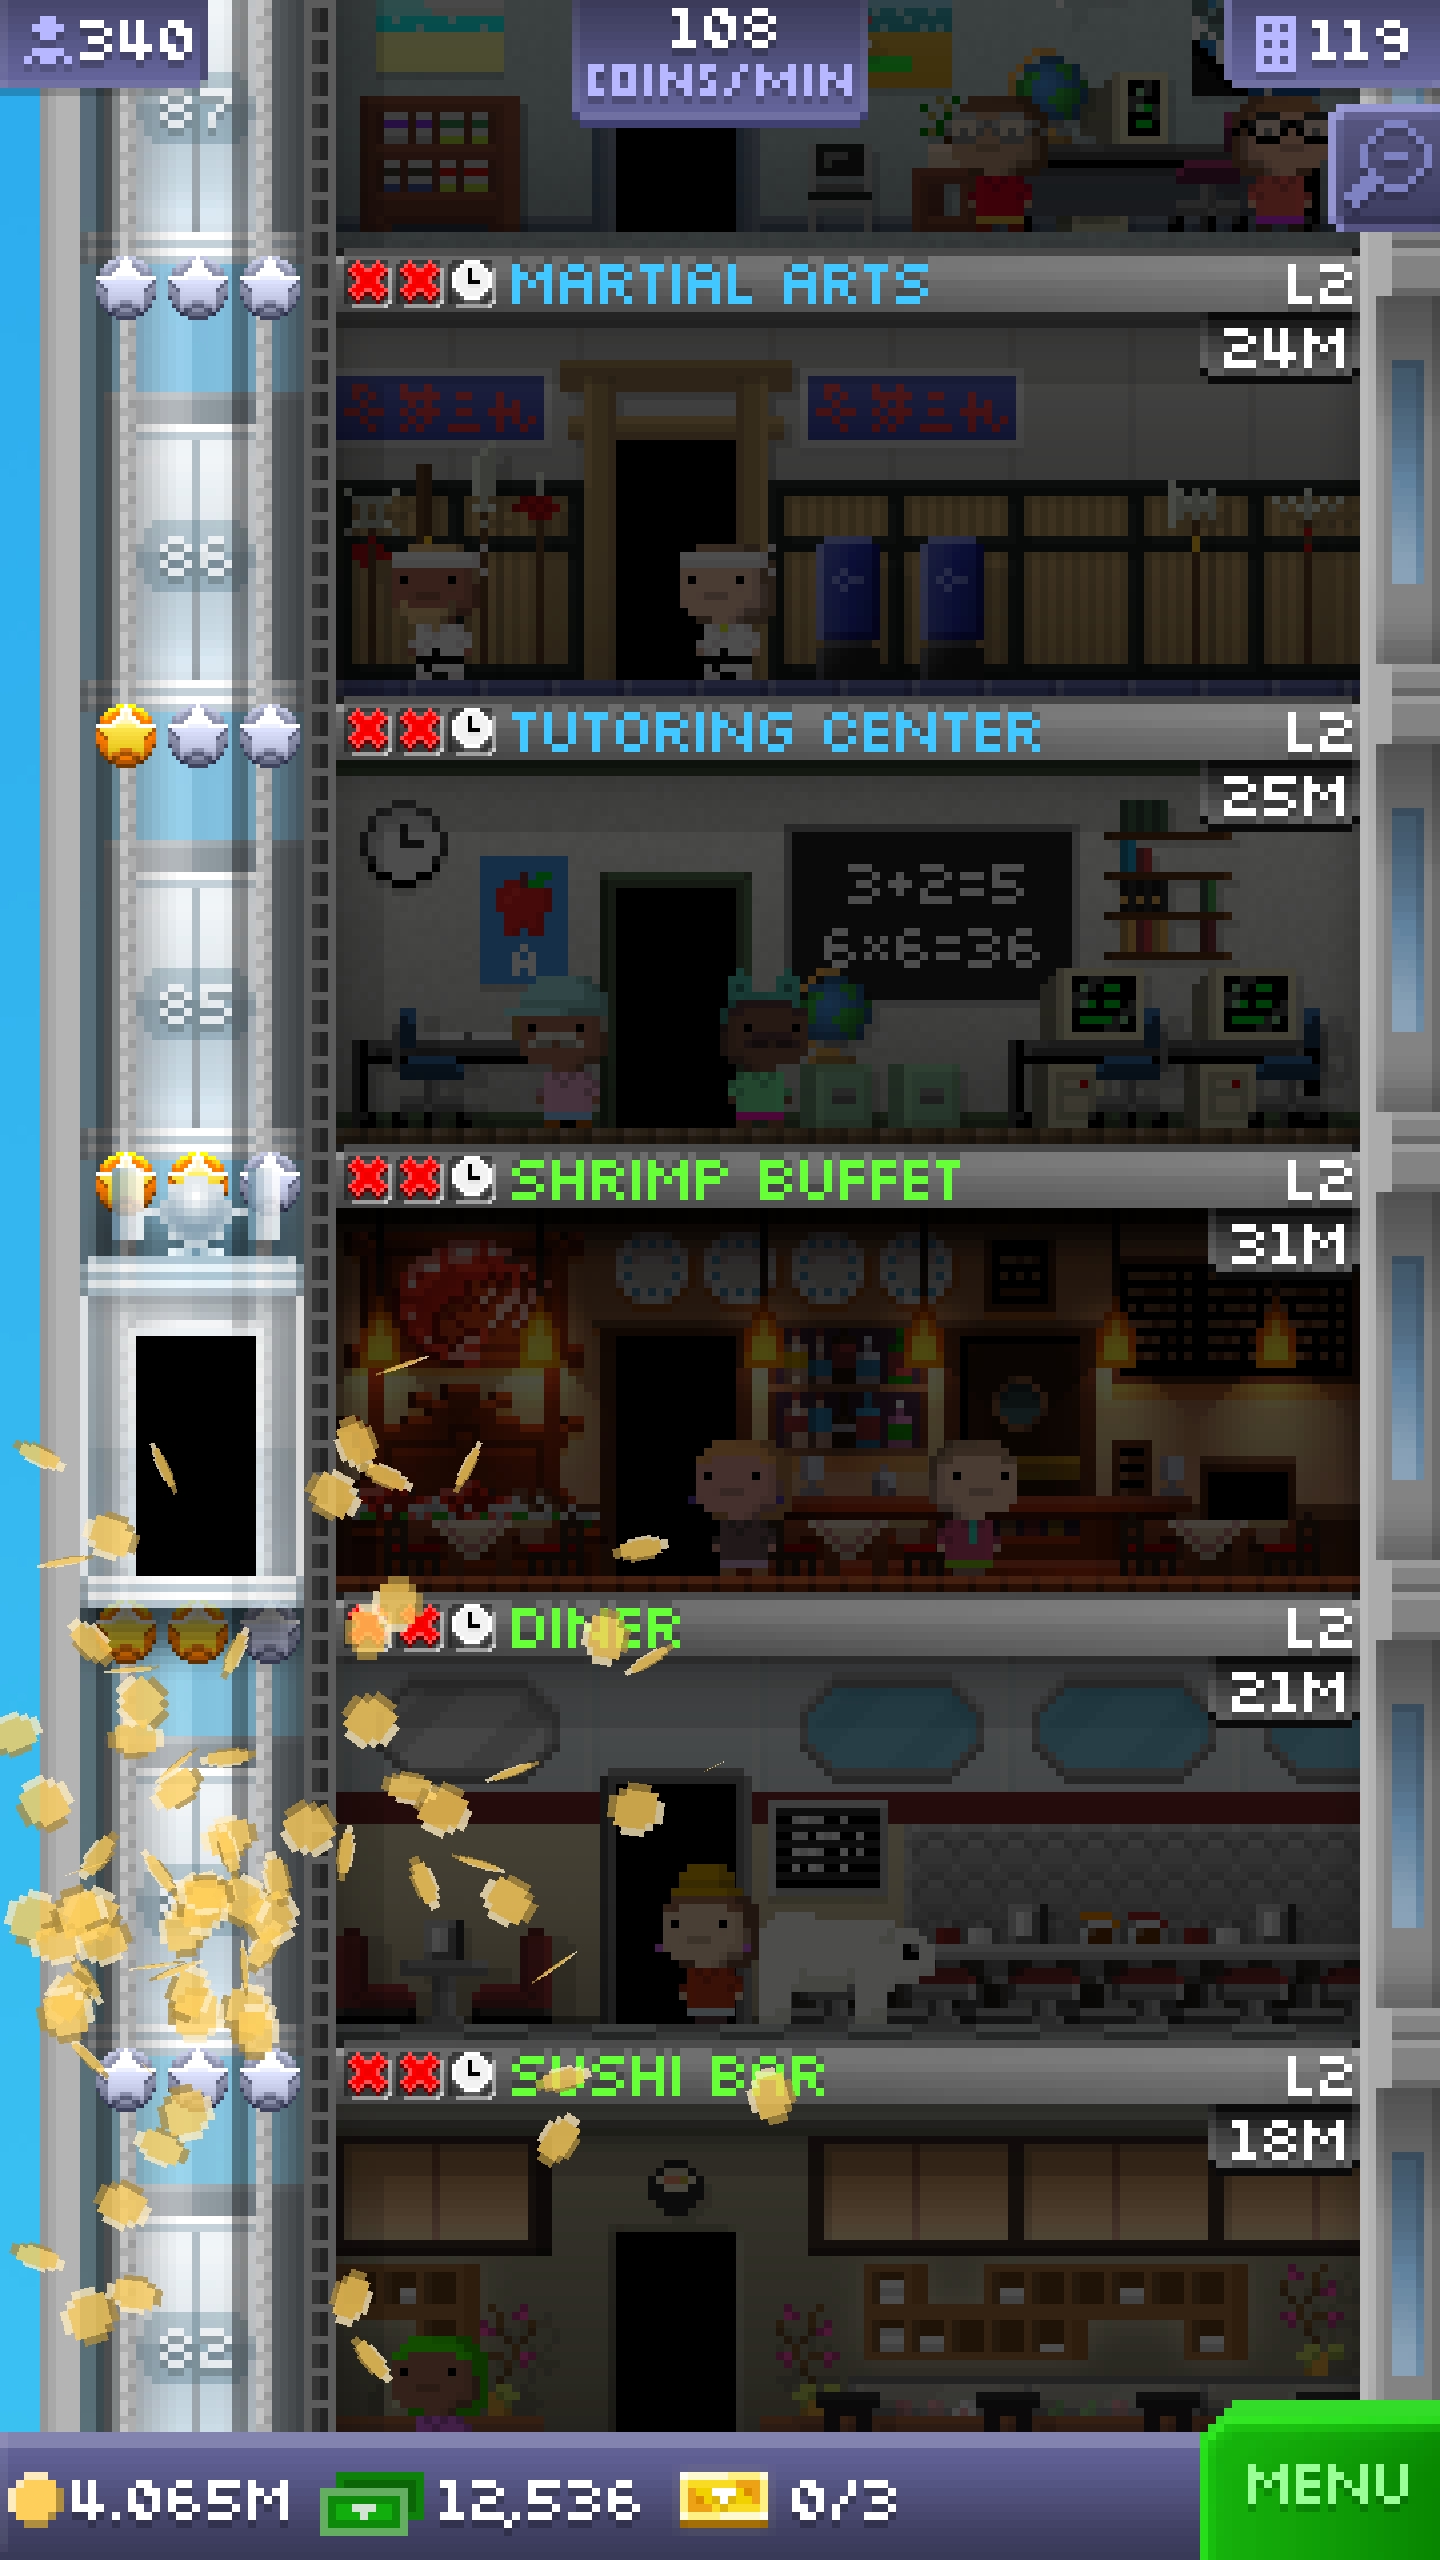 340
108
COINS/MIN
119
87
MARTIAL ARTS L2
24M
86
TUTORING CENTER L2
25M
3+2=5
6×6=36
A
85
SHRIMP BUFFET L2
31M
DINER L2
21M
SUSHI BAR L2
18M
82
4.065M 12,536 0/3
MENU